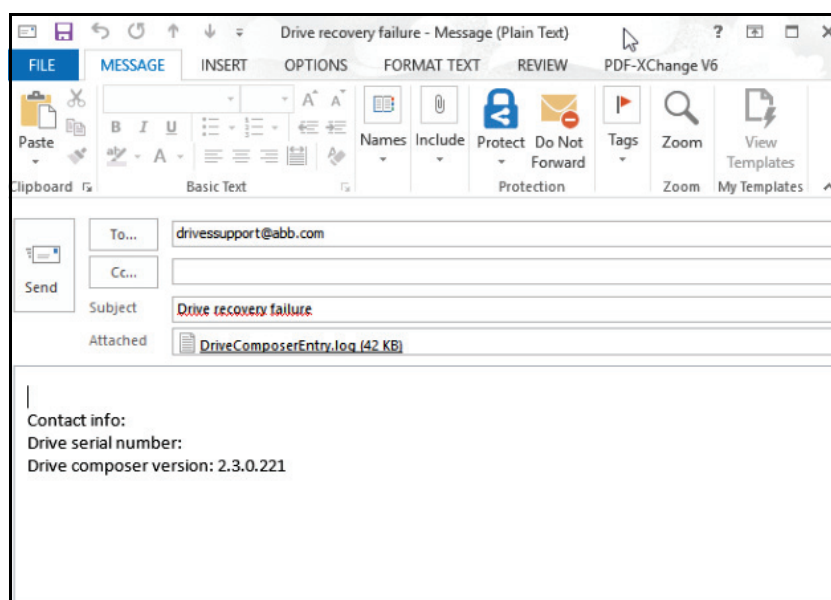 Drive recovery failure - Message (Plain Text) ?
FILE MESSAGE INSERT OPTIONS FORMAT TEXT REVIEW PDF-XChange V6
Paste
B I U
A
Names Include Protect Do Not Forward Tags Zoom View Templates
Clipboard Basic Text Protection Zoom My Templates
Send
To... drivessupport@abb.com
Cc...
Subject Drive recovery failure
Attached DriveComposerEntry.log (42 KB)
Contact info:
Drive serial number:
Drive composer version: 2.3.0.221